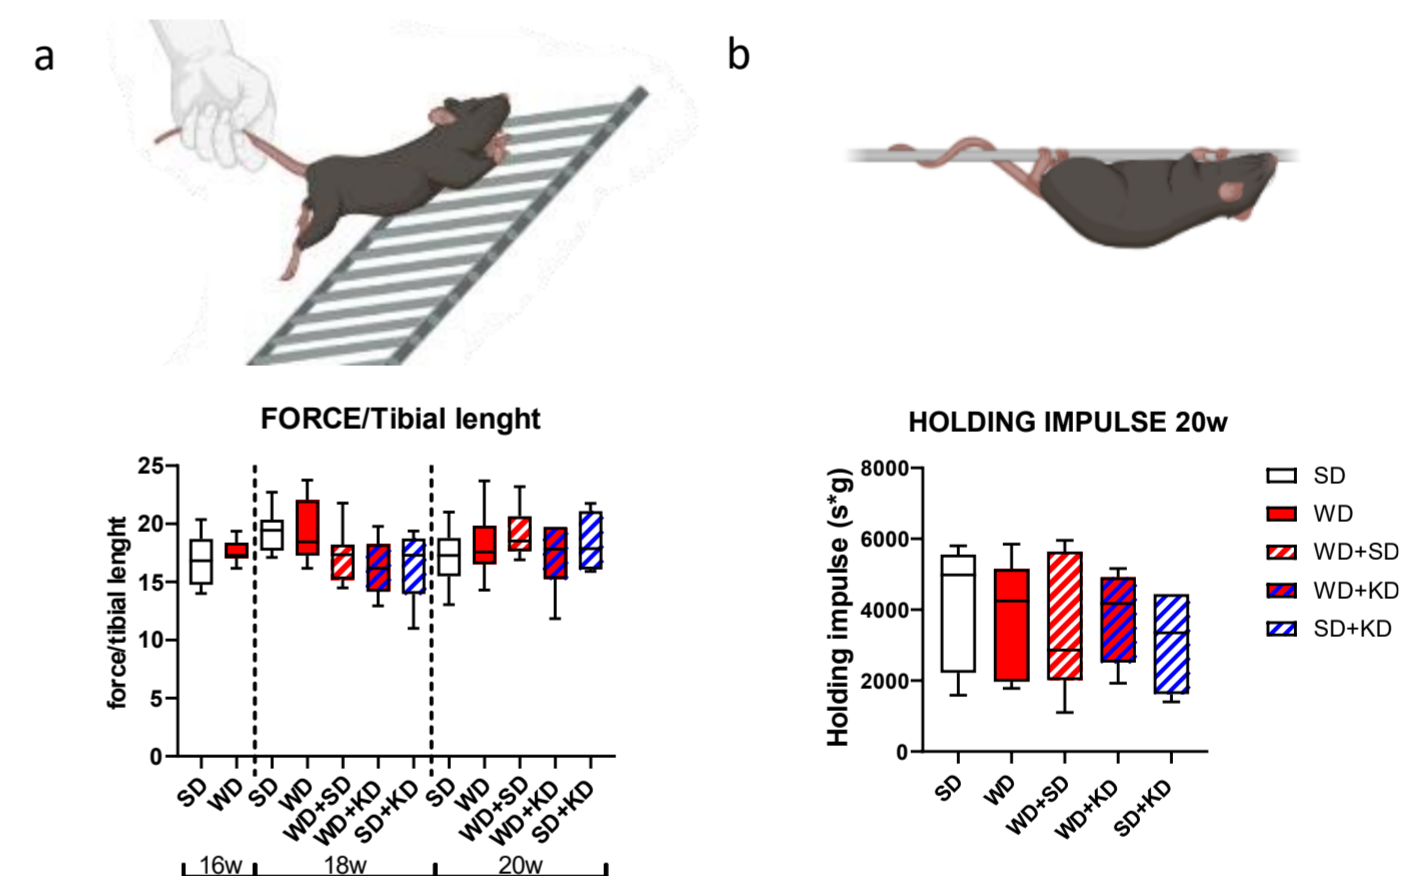 a
b
FORCE/Tibial lenght
force/tibial lenght
25
20
15
10
5
0
SD
WD
SD
WD
WD+SD
WD+KD
SD+KD
SD
WD
WD+SD
WD+KD
SD+KD
16w
18w
20w
HOLDING IMPULSE 20w
Holding impulse (s*g)
8000
6000
4000
2000
0
SD
WD
WD+SD
WD+KD
SD+KD
SD
WD
WD+SD
WD+KD
SD+KD